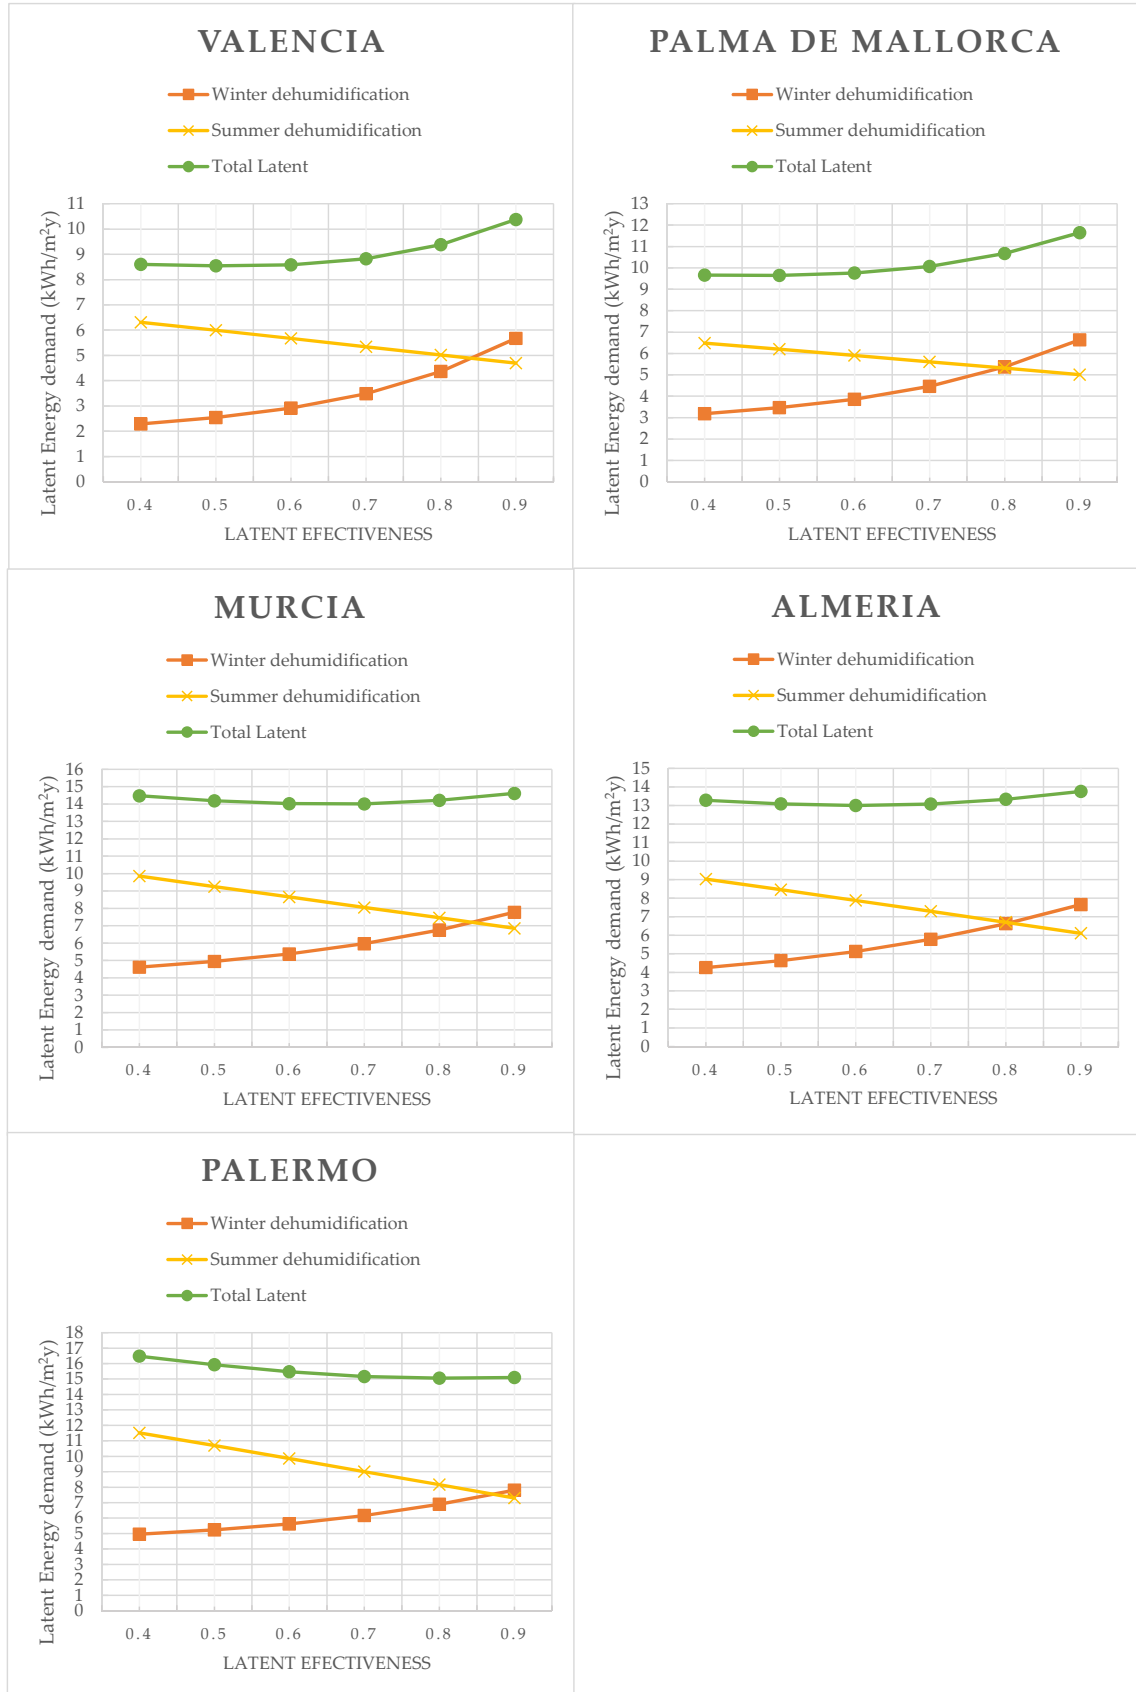 VALENCIA
Winter dehumidification
Summer dehumidification
Total Latent
Latent Energy demand (kWh/m²y)
11
10
9
8
7
6
5
4
3
2
1
0
0.4 0.5 0.6 0.7 0.8 0.9
LATENT EFECTIVENESS
PALMA DE MALLORCA
Winter dehumidification
Summer dehumidification
Total Latent
Latent Energy demand (kWh/m²y)
13
12
11
10
9
8
7
6
5
4
3
2
1
0
0.4 0.5 0.6 0.7 0.8 0.9
LATENT EFECTIVENESS
MURCIA
Winter dehumidification
Summer dehumidification
Total Latent
Latent Energy demand (kWh/m²y)
16
15
14
13
12
11
10
9
8
7
6
5
4
3
2
1
0
0.4 0.5 0.6 0.7 0.8 0.9
LATENT EFECTIVENESS
ALMERIA
Winter dehumidification
Summer dehumidification
Total Latent
Latent Energy demand (kWh/m²y)
15
14
13
12
11
10
9
8
7
6
5
4
3
2
1
0
0.4 0.5 0.6 0.7 0.8 0.9
LATENT EFECTIVENESS
PALERMO
Winter dehumidification
Summer dehumidification
Total Latent
Latent Energy demand (kWh/m²y)
18
17
16
15
14
13
12
11
10
9
8
7
6
5
4
3
2
1
0
0.4 0.5 0.6 0.7 0.8 0.9
LATENT EFECTIVENESS